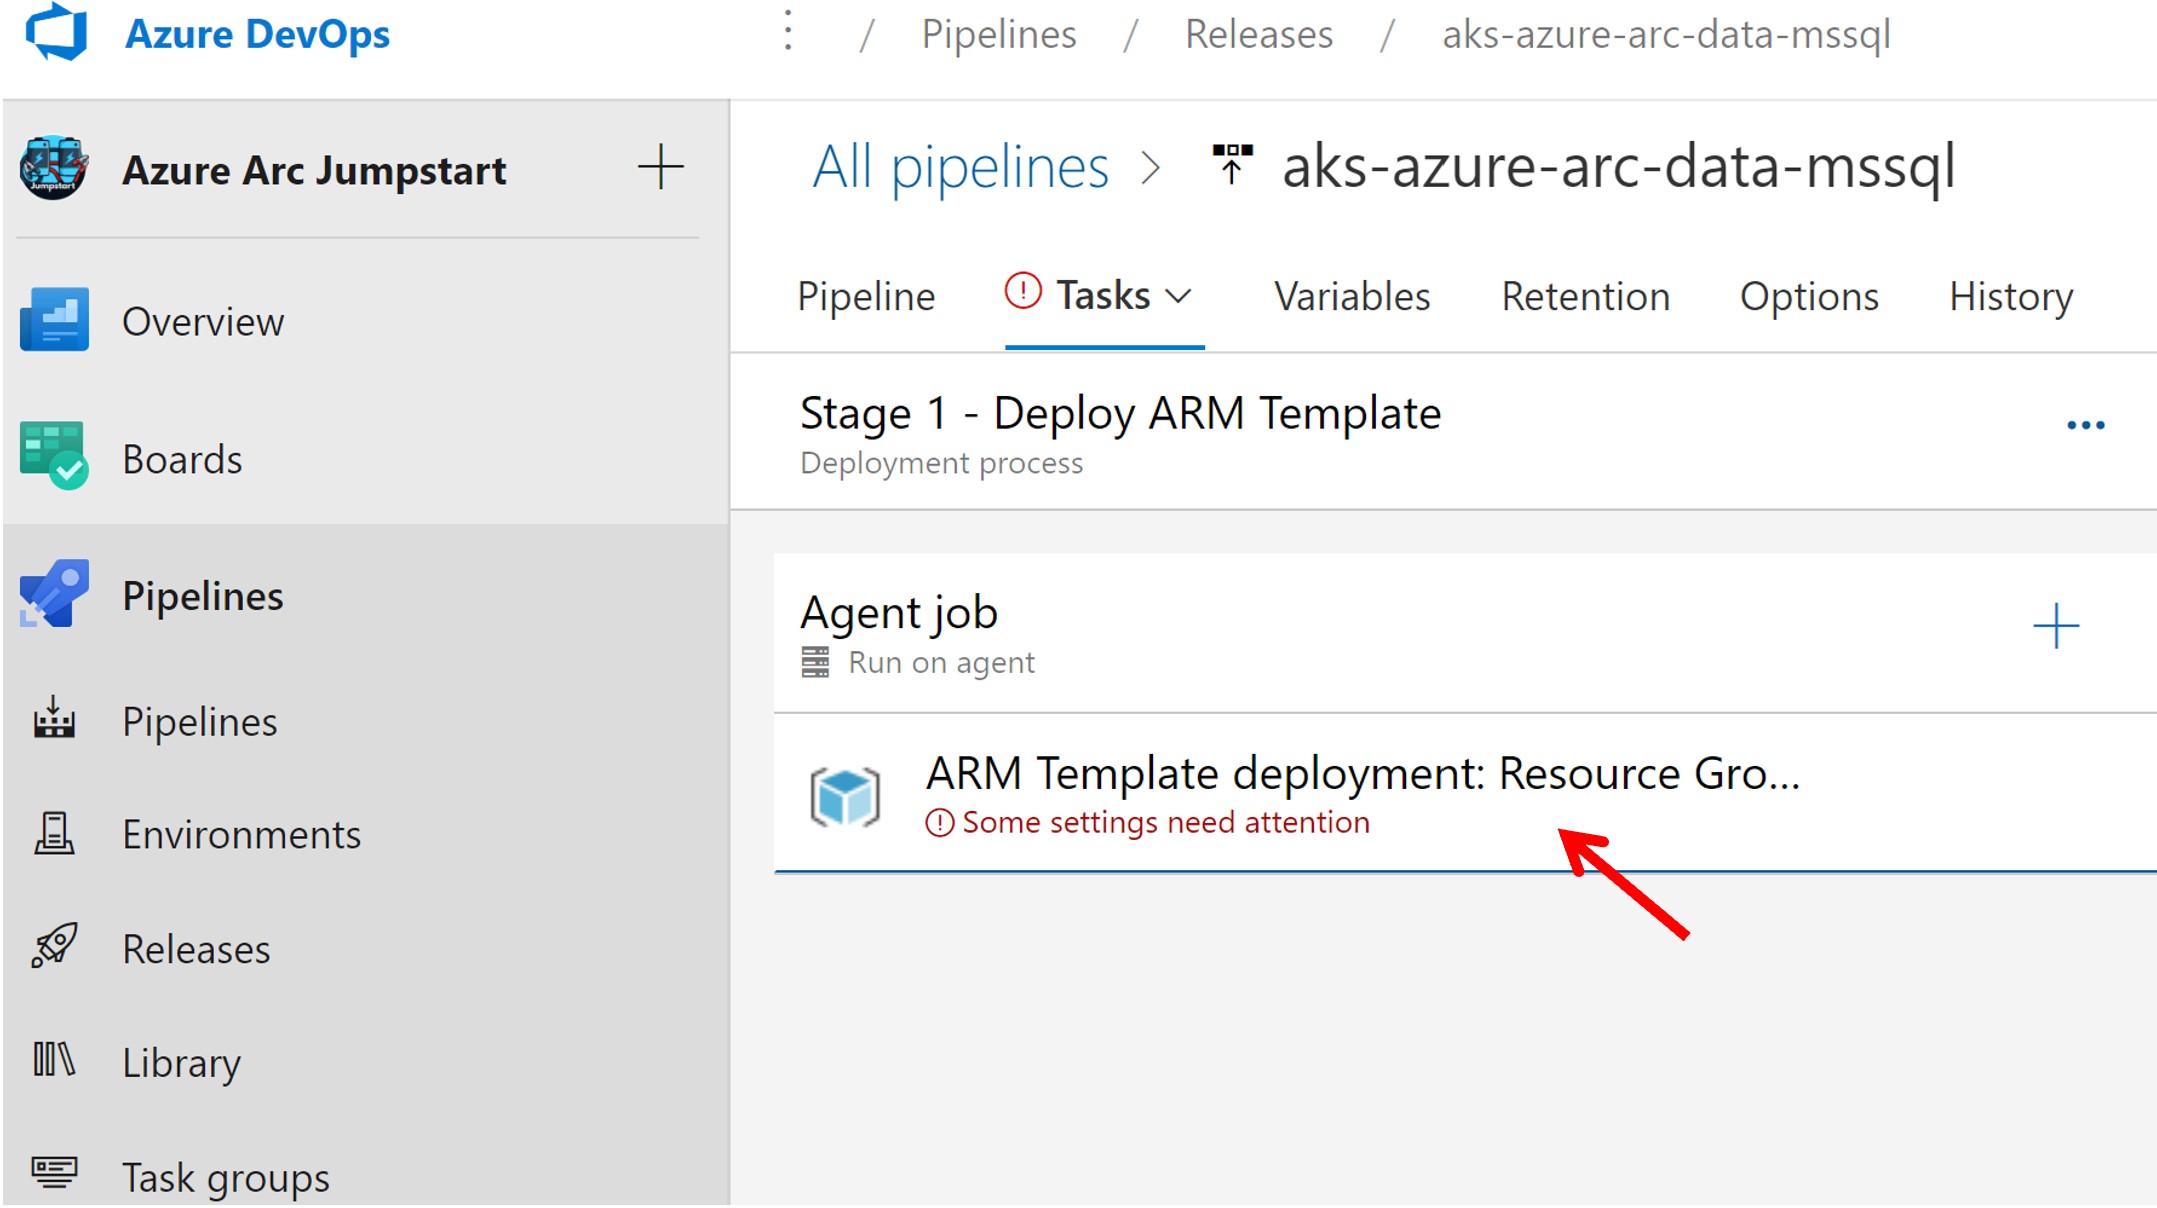 Azure DevOps
/ Pipelines / Releases / aks-azure-arc-data-mssql
Azure Arc Jumpstart
Jumpstart
All pipelines > aks-azure-arc-data-mssql
Overview
Boards
Pipelines
Pipelines
Environments
Releases
Library
Task groups
Pipeline
Tasks
Variables
Retention
Options
History
Stage 1 - Deploy ARM Template
Deployment process
Agent job
Run on agent
ARM Template deployment: Resource Gro...
Some settings need attention